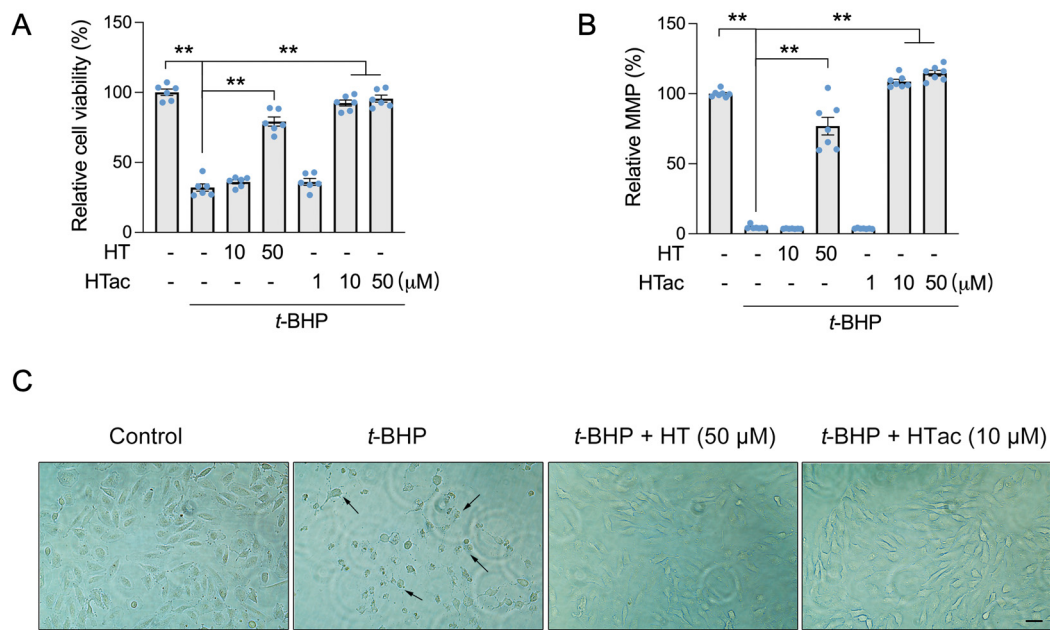 A
Relative cell viability (%)
150
100
50
0
** ** **
HT - - 10 50 - - -
HTac - - - - 1 10 50 (μM)
t-BHP
B
Relative MMP (%)
150
100
50
0
** ** **
HT - - 10 50 - - -
HTac - - - - 1 10 50 (μM)
t-BHP
C
Control
t-BHP
t-BHP + HT (50 μM)
t-BHP + HTac (10 μM)